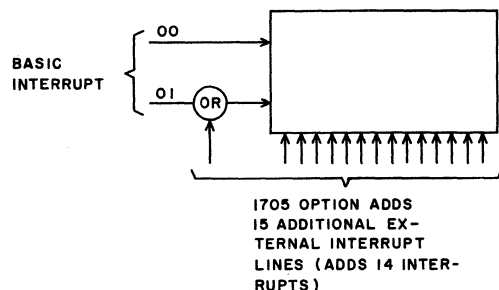 00
BASIC
INTERRUPT
01
OR
1705 OPTION ADDS
15 ADDITIONAL EX-
TERNAL INTERRUPT
LINES (ADDS 14 INTER-
RUPTS)